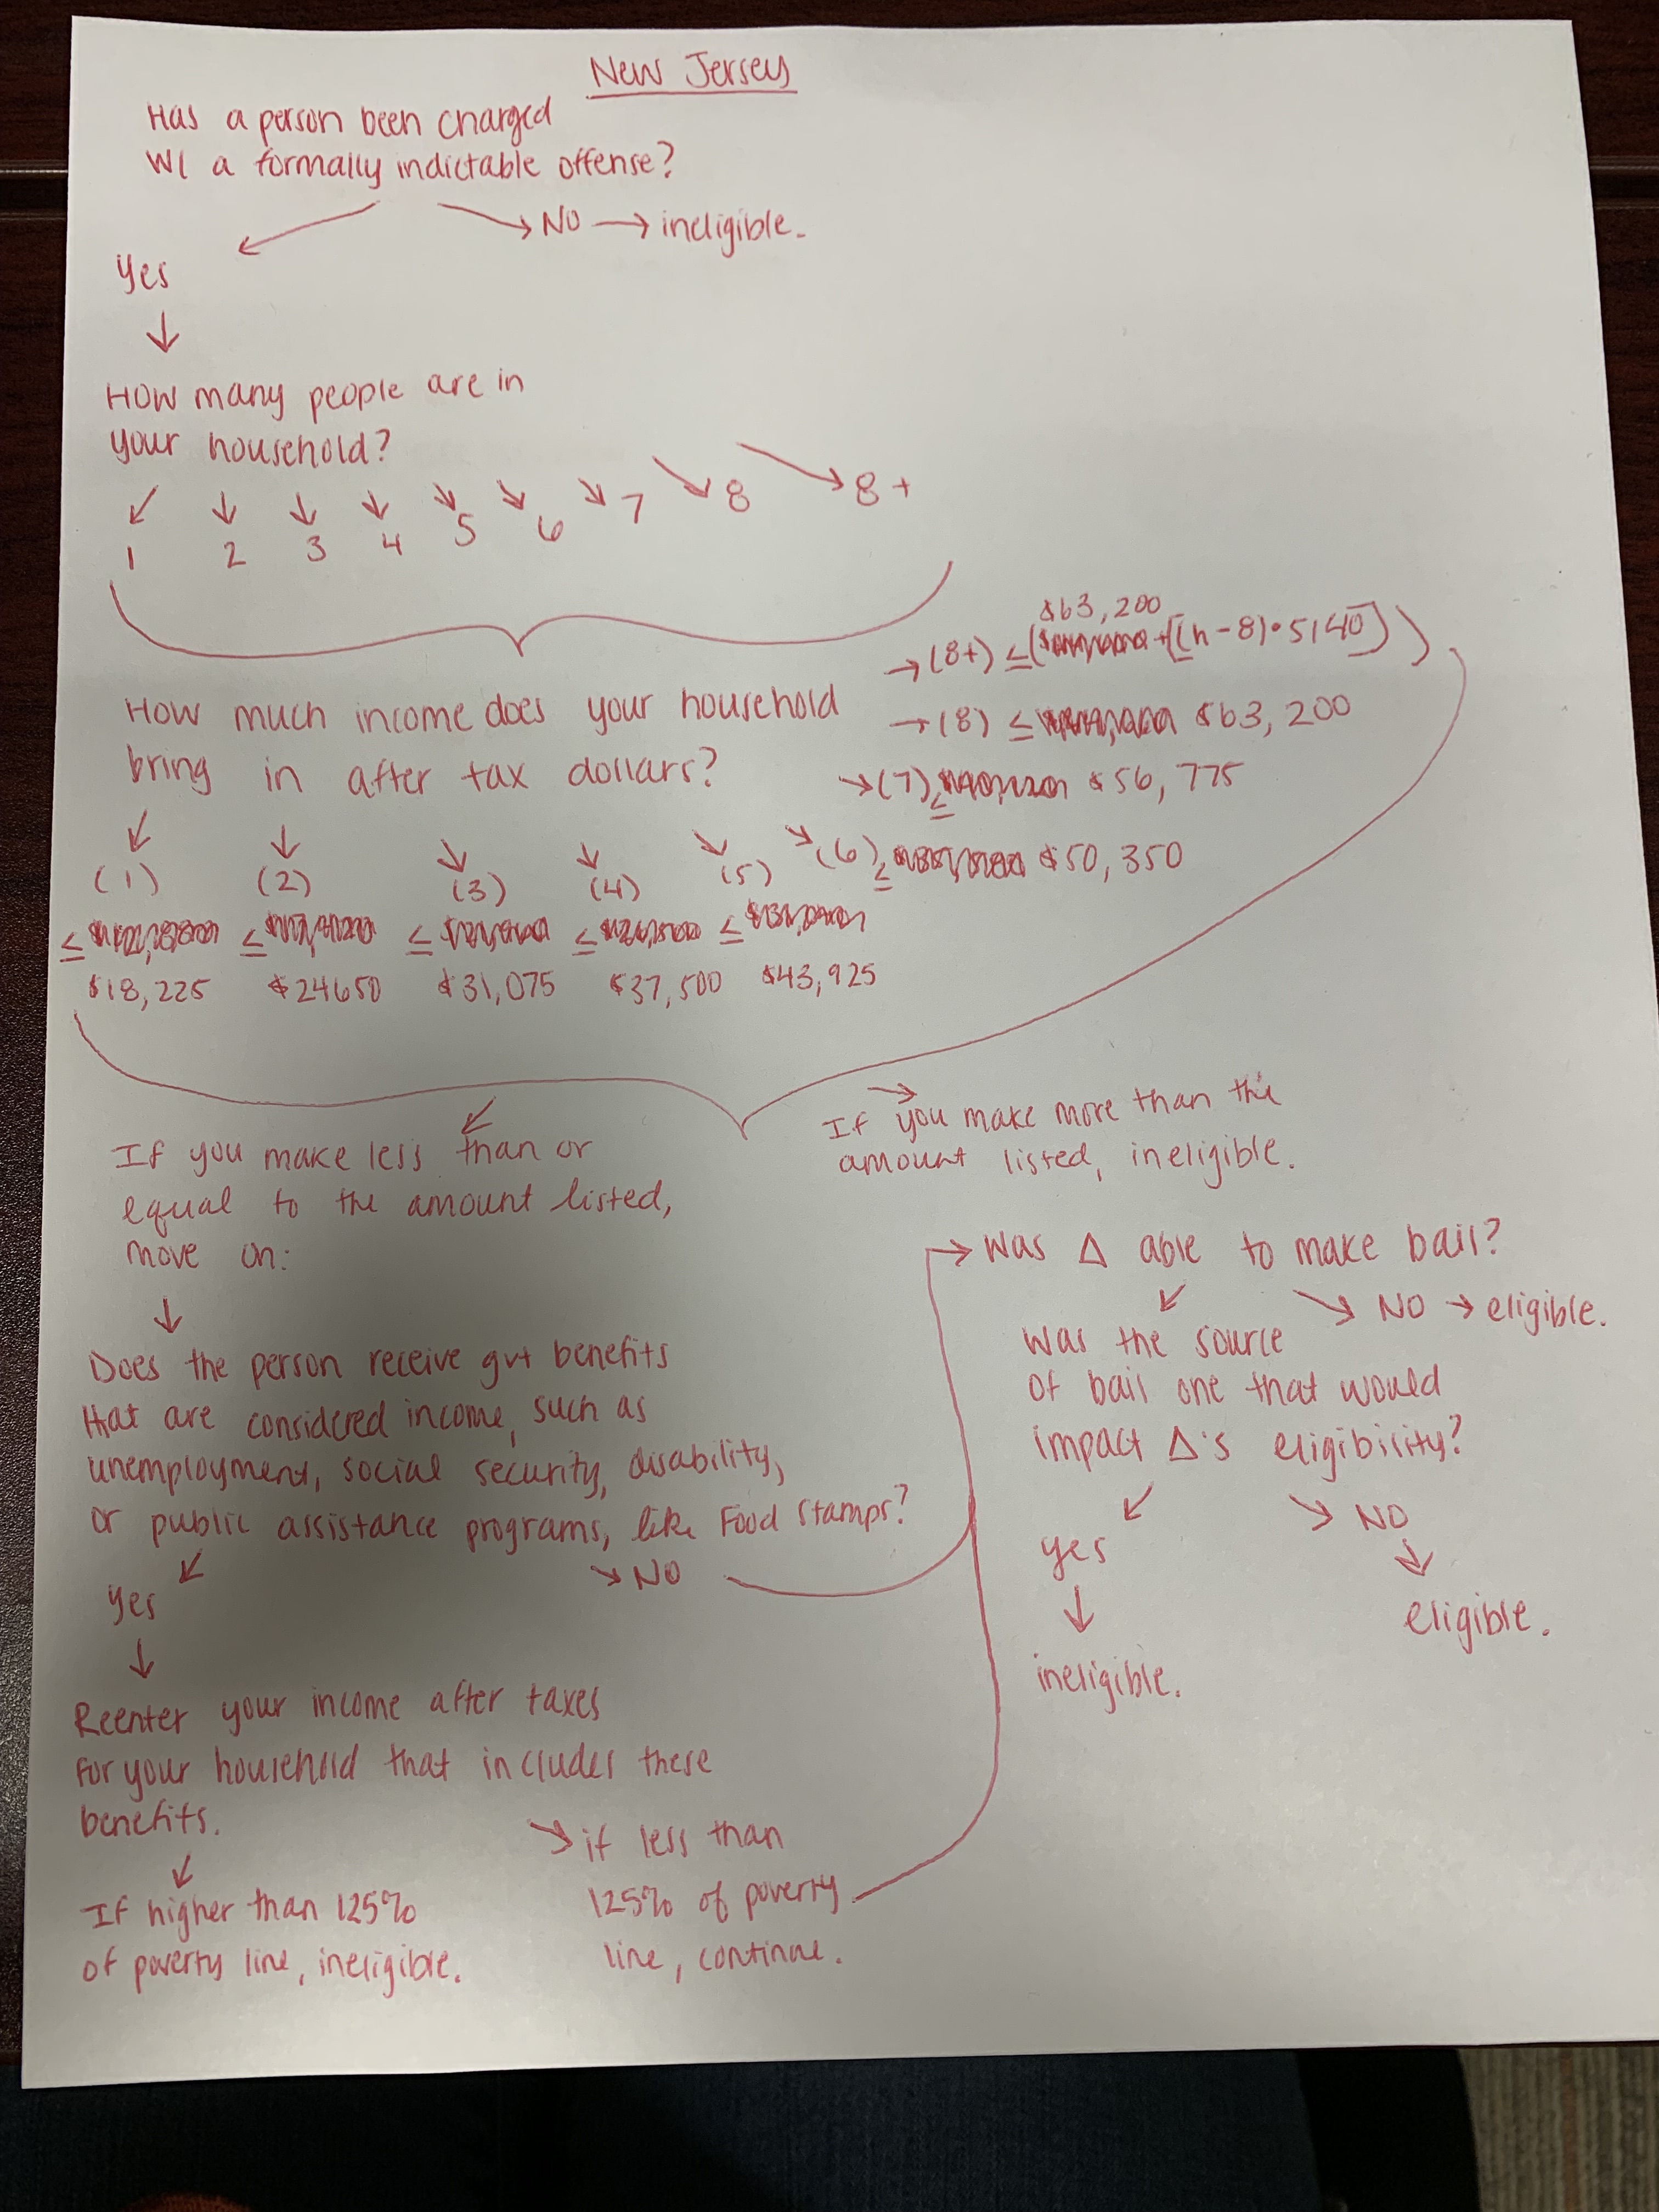 New Jersey
Has a person been charged
w/ a formally indictable offense?
NO → ineligible.
Yes
How many people are in
your household?
1 2 3 4 5 6 7 8 8+
$63,200
→ (8+) ≤ ( + [(n-8)•5140])
How much income does your household
→ (8) ≤ $63,200
bring in after tax dollars?
→ (7) ≤ $56,775
(1) (2) (3) (4) (5) (6) ≤ $50,350
≤ ≤ ≤ ≤ ≤
$18,225 $24650 $31,075 $37,500 $43,925
If you make more than the
amount listed, ineligible.
If you make less than or
equal to the amount listed,
move on:
Does the person receive gvt benefits
that are considered income, such as
unemployment, social security, disability,
or public assistance programs, like Food Stamps?
Yes
NO
Reenter your income after taxes
for your household that includes these
benefits.
If higher than 125%
of poverty line, ineligible.
if less than
125% of poverty
line, continue.
→ Was Δ able to make bail?
NO → eligible.
Was the source
of bail one that would
impact Δ's eligibility?
yes
NO
ineligible.
eligible.